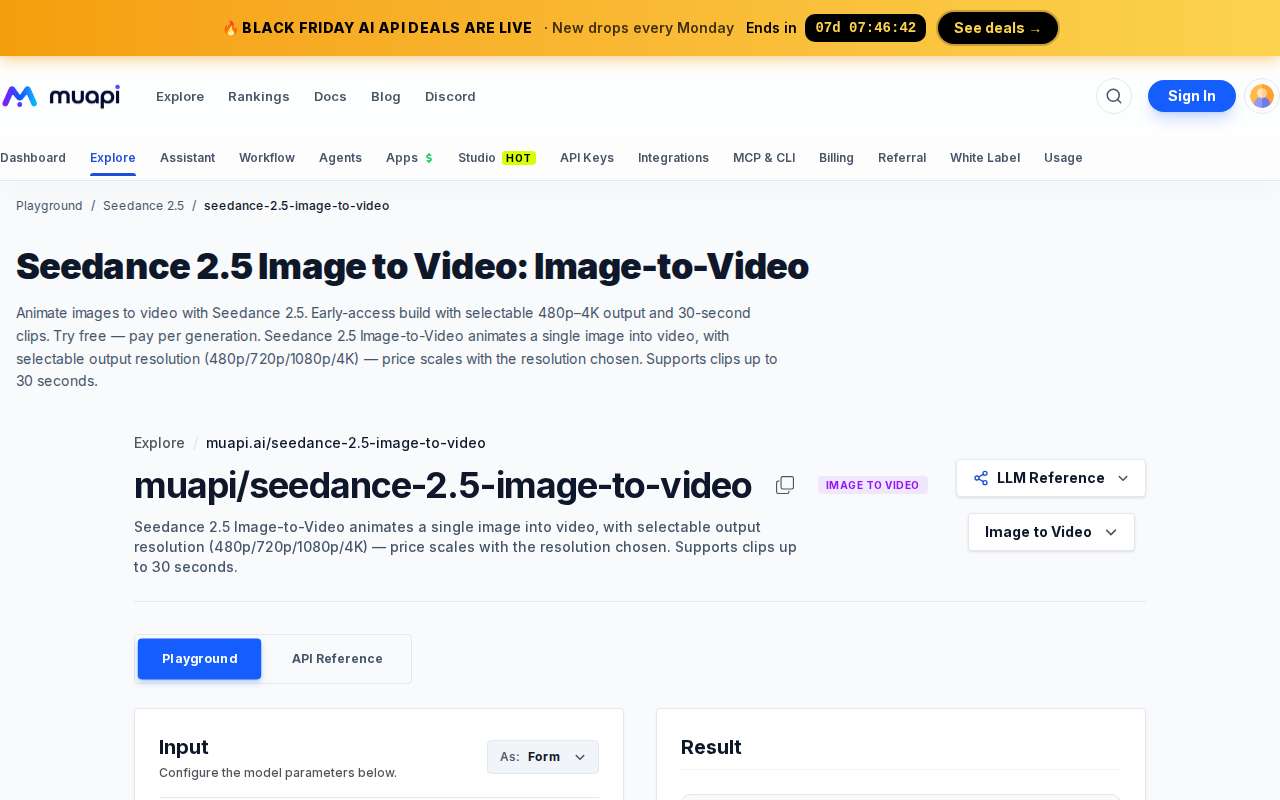 🔥 BLACK FRIDAY AI API DEALS ARE LIVE · New drops every Monday Ends in 07d 07:46:42 See deals →
muapi Explore Rankings Docs Blog Discord Sign In
Dashboard Explore Assistant Workflow Agents Apps $ Studio HOT API Keys Integrations MCP & CLI Billing Referral White Label Usage
Playground / Seedance 2.5 / seedance-2.5-image-to-video
Seedance 2.5 Image to Video: Image-to-Video
Animate images to video with Seedance 2.5. Early-access build with selectable 480p–4K output and 30-second
clips. Try free — pay per generation. Seedance 2.5 Image-to-Video animates a single image into video, with
selectable output resolution (480p/720p/1080p/4K) — price scales with the resolution chosen. Supports clips up to
30 seconds.
Explore / muapi.ai/seedance-2.5-image-to-video
muapi/seedance-2.5-image-to-video IMAGE TO VIDEO LLM Reference
Image to Video
Seedance 2.5 Image-to-Video animates a single image into video, with selectable output
resolution (480p/720p/1080p/4K) — price scales with the resolution chosen. Supports clips up
to 30 seconds.
Playground API Reference
Input
Configure the model parameters below.
As: Form
Result